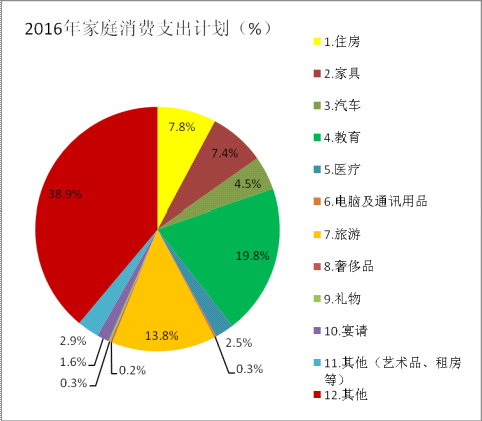 2016年家庭消费支出计划（%）
1.住房
2.家具
3.汽车
4.教育
5.医疗
6.电脑及通讯用品
7.旅游
8.奢侈品
9.礼物
10.宴请
11.其他（艺术品、租房
等）
12.其他
7.8%
7.4%
4.5%
19.8%
2.5%
0.3%
13.8%
0.2%
0.3%
1.6%
2.9%
38.9%